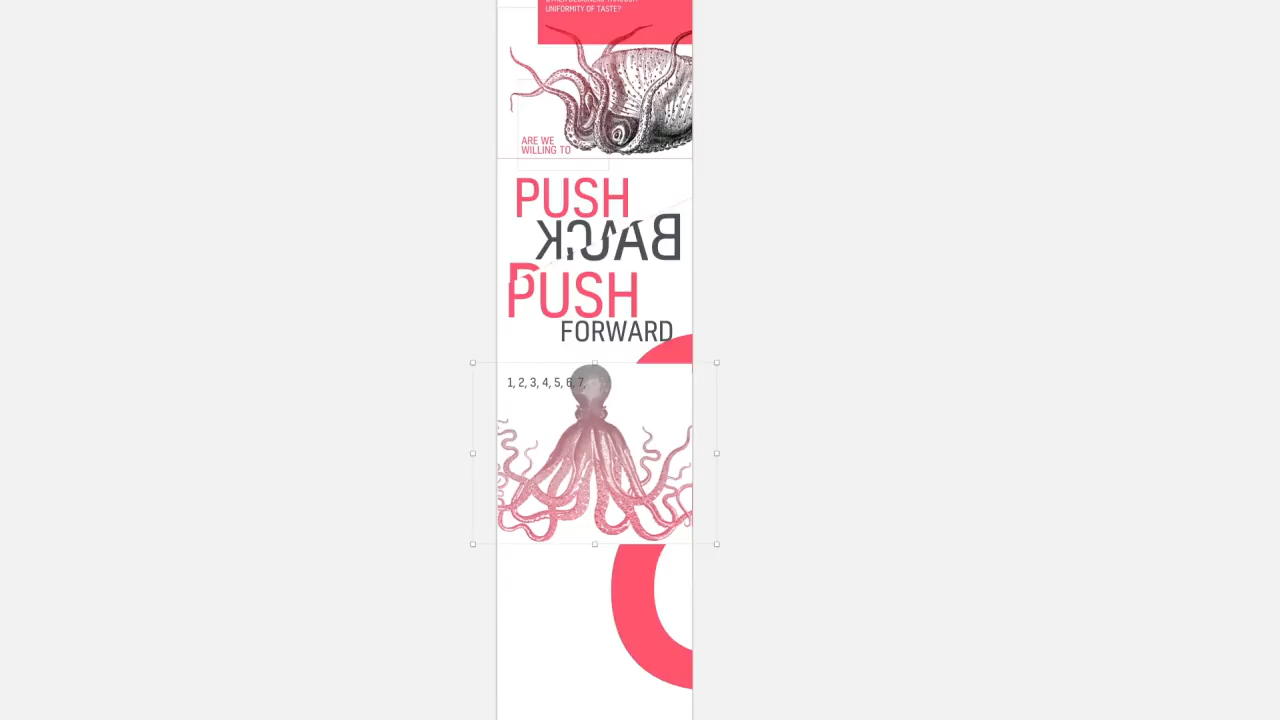 UNIFORMITY OF TASTE?
ARE WE
WILLING TO
PUSH
BACK
PUSH
FORWARD
1, 2, 3, 4, 5, 6, 7,